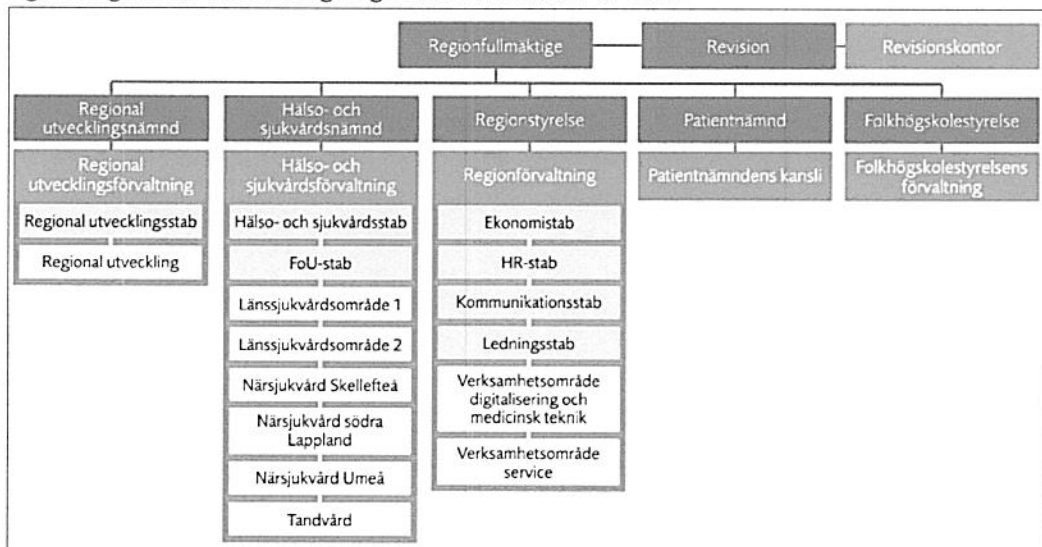 Regionfullmäktige
Revision
Revisionskontor
Regional
utvecklingsnämnd
Hälso- och
sjukvårdsnämnd
Regionstyrelse
Patientnämnd
Folkhögskolestyrelse
Regional
utvecklingsförvaltning
Hälso- och
sjukvårdsförvaltning
Regionförvaltning
Patientnämndens kansli
Folkhögskolestyrelsens
förvaltning
Regional utvecklingsstab
Regional utveckling
Hälso- och sjukvårdsstab
FoU-stab
Länssjukvårdsområde 1
Länssjukvårdsområde 2
Närsjukvård Skellefteå
Närsjukvård södra
Lappland
Närsjukvård Umeå
Tandvård
Ekonomistab
HR-stab
Kommunikationsstab
Ledningsstab
Verksamhetsområde
digitalisering och
medicinsk teknik
Verksamhetsområde
service